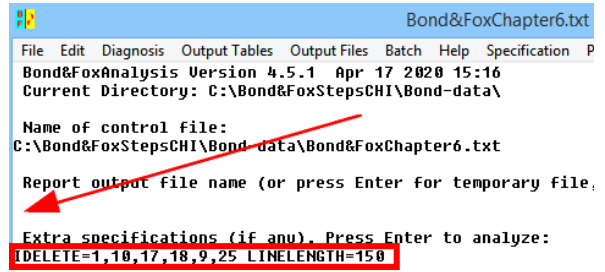 Bond&FoxChapter6.txt
File Edit Diagnosis Output Tables Output Files Batch Help Specification P
Bond&FoxAnalysis Version 4.5.1 Apr 17 2020 15:16
Current Directory: C:\Bond&FoxStepsCHI\Bond-data\
Name of control file:
C:\Bond&FoxStepsCHI\Bond-data\Bond&FoxChapter6.txt
Report output file name (or press Enter for temporary file,
Extra specifications (if any). Press Enter to analyze:
IDELETE=1,10,17,18,9,25 LINELENGTH=150